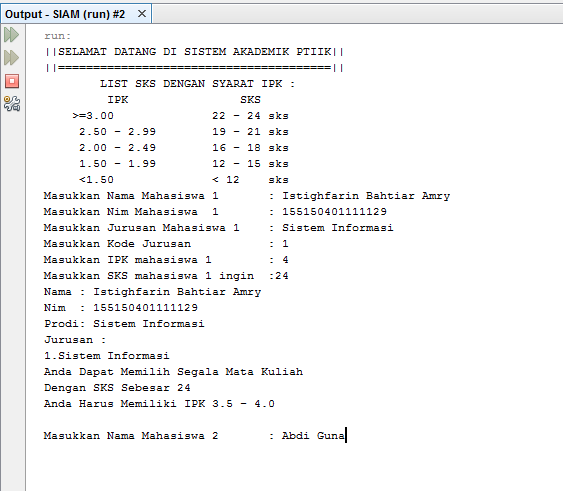 Output - SIAM (run) #2 ×
run:
||SELAMAT DATANG DI SISTEM AKADEMIK PTIIK||
||=======================================||
LIST SKS DENGAN SYARAT IPK :
IPK SKS
>=3.00 22 - 24 sks
2.50 - 2.99 19 - 21 sks
2.00 - 2.49 16 - 18 sks
1.50 - 1.99 12 - 15 sks
<1.50 < 12 sks
Masukkan Nama Mahasiswa 1 : Istighfarin Bahtiar Amry
Masukkan Nim Mahasiswa 1 : 155150401111129
Masukkan Jurusan Mahasiswa 1 : Sistem Informasi
Masukkan Kode Jurusan : 1
Masukkan IPK mahasiswa 1 : 4
Masukkan SKS mahasiswa 1 ingin :24
Nama : Istighfarin Bahtiar Amry
Nim : 155150401111129
Prodi: Sistem Informasi
Jurusan :
1.Sistem Informasi
Anda Dapat Memilih Segala Mata Kuliah
Dengan SKS Sebesar 24
Anda Harus Memiliki IPK 3.5 - 4.0
Masukkan Nama Mahasiswa 2 : Abdi Guna